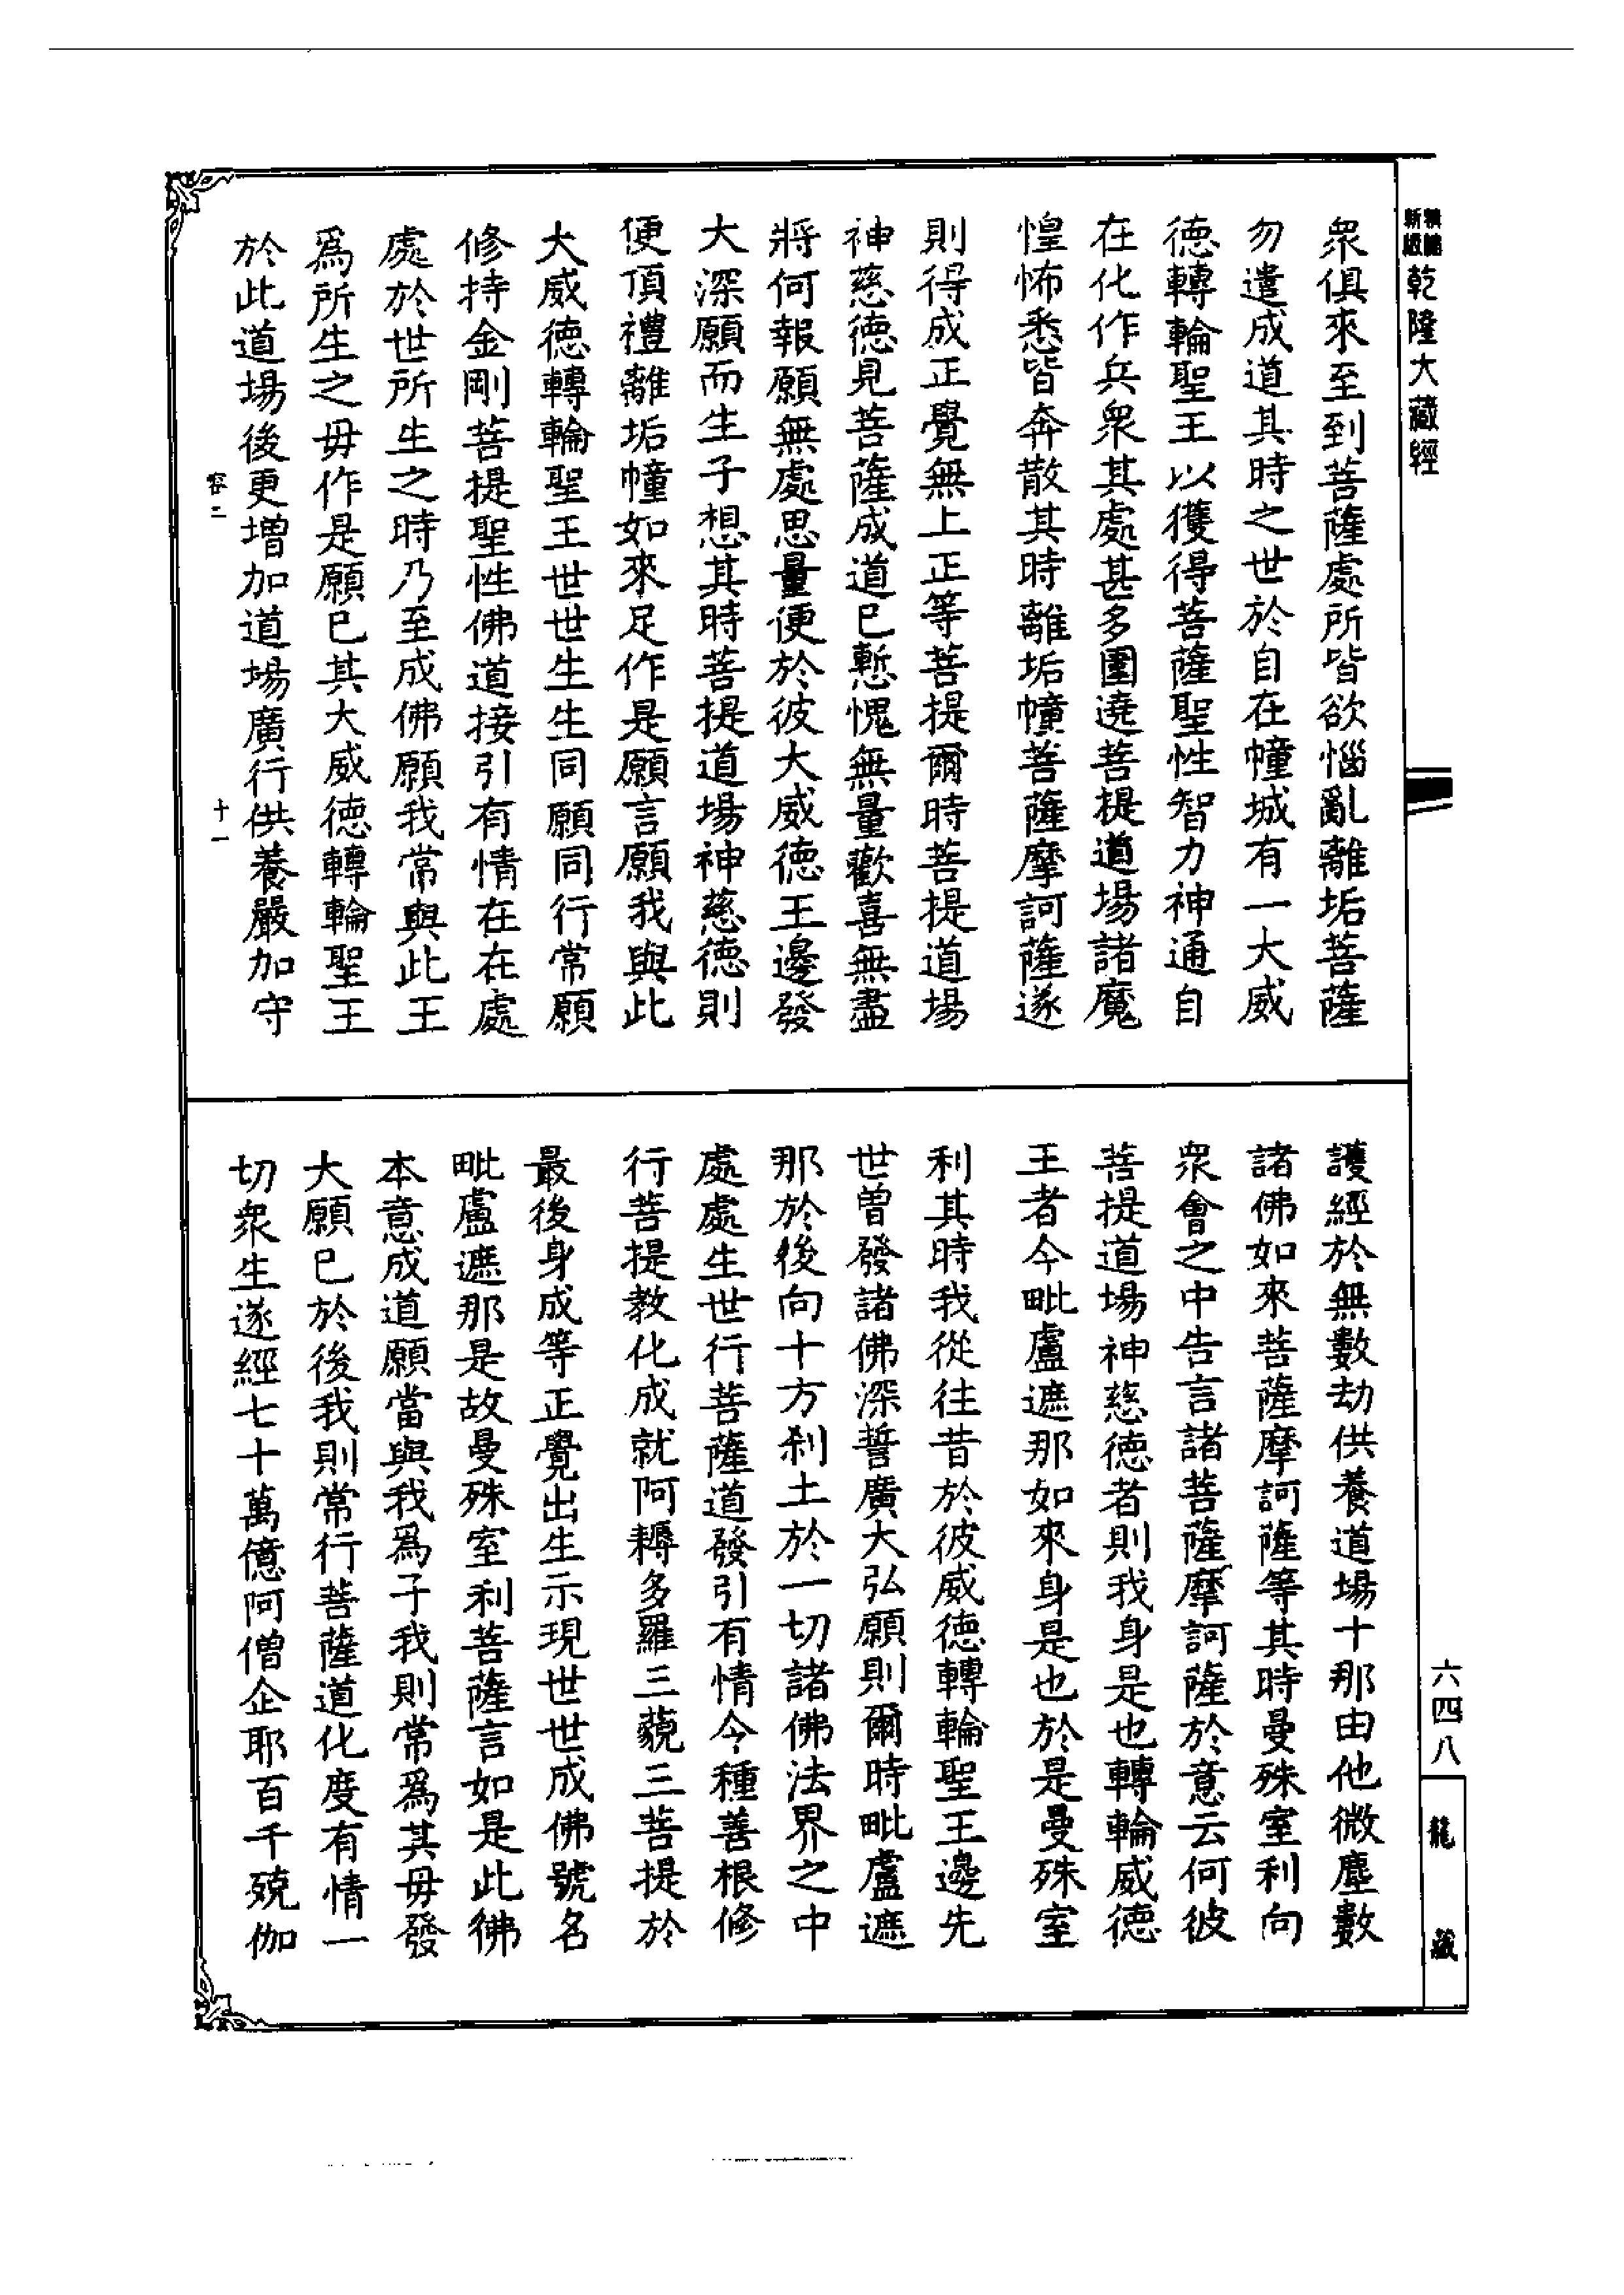 新編縮
乾隆大藏經
衆俱來至到菩薩處所皆欲惱亂離垢菩薩
勿遣成道其時之世於自在幢城有一大威
德轉輪聖王以獲得菩薩聖性智力神通自
在化作兵衆其處甚多圍遶菩提道場諸魔
惶怖悉皆奔散其時離垢幢菩薩摩訶薩遂
則得成正覺無上正等菩提爾時菩提道場
神慈德見菩薩成道已慙愧無量歡喜無盡
將何報願無處思量便於彼大威德王邊發
大深願而生子想其時菩提道場神慈德則
便頂禮離垢幢如來足作是願言願我與此
大威德轉輪聖王世世生生同願同行常願
修持金剛菩提聖性佛道接引有情在在處
處於世所生之時乃至成佛願我常與此王
爲所生之母作是願已其大威德轉輪聖王
於此道場後更增加道場廣行供養嚴加守
容二
十一
護經於無數劫供養道場十那由他微塵數
諸佛如來菩薩摩訶薩等其時曼殊室利向
衆會之中告言諸菩薩摩訶薩於意云何彼
菩提道場神慈德者則我身是也轉輪威德
王者今毗盧遮那如來身是也於是曼殊室
利其時我從往昔於彼威德轉輪聖王邊先
世曾發諸佛深誓廣大弘願則爾時毗盧遮
那於後向十方刹土於一切諸佛法界之中
處處生世行菩薩道發引有情今種善根修
行菩提教化成就阿耨多羅三藐三菩提於
最後身成等正覺出生示現世世成佛號名
毗盧遮那是故曼殊室利菩薩言如是此佛
本意成道願當與我爲子我則常爲其母發
大願已於後我則常行菩薩道化度有情一
切衆生遂經七十萬億阿僧企耶百千殑伽
六四八
龍藏